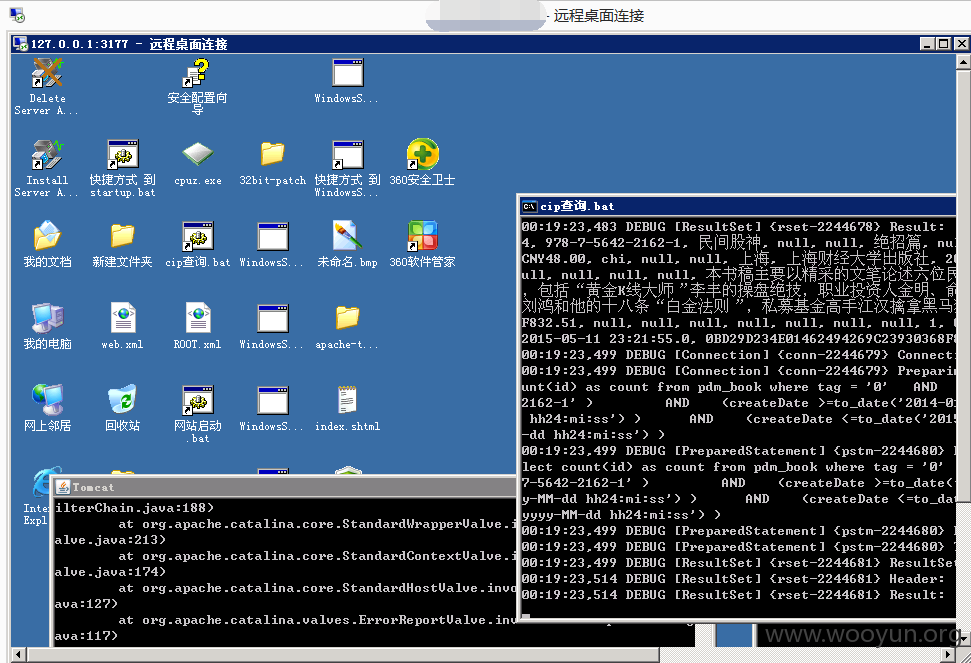 - 远程桌面连接
127.0.0.1:3177 - 远程桌面连接
Delete
Server A...
安全配置向
导
WindowsS...
Install
Server A...
快捷方式 到
startup.bat
cpuz.exe
32bit-patch
快捷方式 到
WindowsS...
360安全卫士
我的文档
新建文件夹
cip查询.bat
WindowsS...
未命名.bmp
360软件管家
我的电脑
web.xml
ROOT.xml
WindowsS...
apache-t...
网上邻居
回收站
网站启动
.bat
WindowsS...
index.shtml
Inte
Expl
cip查询.bat
00:19:23,483 DEBUG [ResultSet] {rset-2244678} Result:
4, 978-7-5642-2162-1, 民间股神, null, null, 绝招篇, nu
CNY48.00, chi, null, null, 上海, 上海财经大学出版社, 20
ull, null, null, null, 本书稿主要以精采的文笔论述六位民
, 包括“黄金K线大师 ”李丰的操盘绝技, 职业投资人金明、俞
刘鸿和他的十八条 “白金法则 ”, 私募基金高手江汉擒拿黑马
F832.51, null, null, null, null, null, null, 1, 0
2015-05-11 23:21:55.0, 0BD29D234E01462494269C23930368F8
00:19:23,499 DEBUG [Connection] {conn-2244679} Connecti
00:19:23,499 DEBUG [Connection] {conn-2244679} Preparin
unt(id) as count from pdm_book where tag = '0' AND
2162-1' ) AND (createDate >=to_date('2014-01
hh24:mi:ss') ) AND (createDate <=to_date('2015
-dd hh24:mi:ss') )
00:19:23,499 DEBUG [PreparedStatement] {pstm-2244680}
lect count(id) as count from pdm_book where tag = '0'
7-5642-2162-1' ) AND (createDate >=to_date('
y-MM-dd hh24:mi:ss') ) AND (createDate <=to_da
yyyy-MM-dd hh24:mi:ss') )
00:19:23,499 DEBUG [PreparedStatement] {pstm-2244680}
00:19:23,499 DEBUG [PreparedStatement] {pstm-2244680}
00:19:23,499 DEBUG [ResultSet] {rset-2244681} ResultSe
00:19:23,514 DEBUG [ResultSet] {rset-2244681} Header:
00:19:23,514 DEBUG [ResultSet] {rset-2244681} Result:
Tomcat
ilterChain.java:188)
at org.apache.catalina.core.StandardWrapperValve.i
alve.java:213)
at org.apache.catalina.core.StandardContextValve.i
alve.java:174)
at org.apache.catalina.core.StandardHostValve.invo
ava:127)
at org.apache.catalina.valves.ErrorReportValve.inv
ava:117)
www.wooyun.org